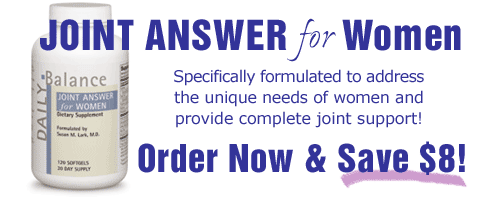 JOINT ANSWER for Women
Specifically formulated to address
the unique needs of women and
provide complete joint support!
Order Now & Save $8!
DAILY Balance
JOINT ANSWER
for WOMEN
Dietary Supplement
Formulated by
Susan M. Lark, M.D.
120 SOFTGELS
30 DAY SUPPLY